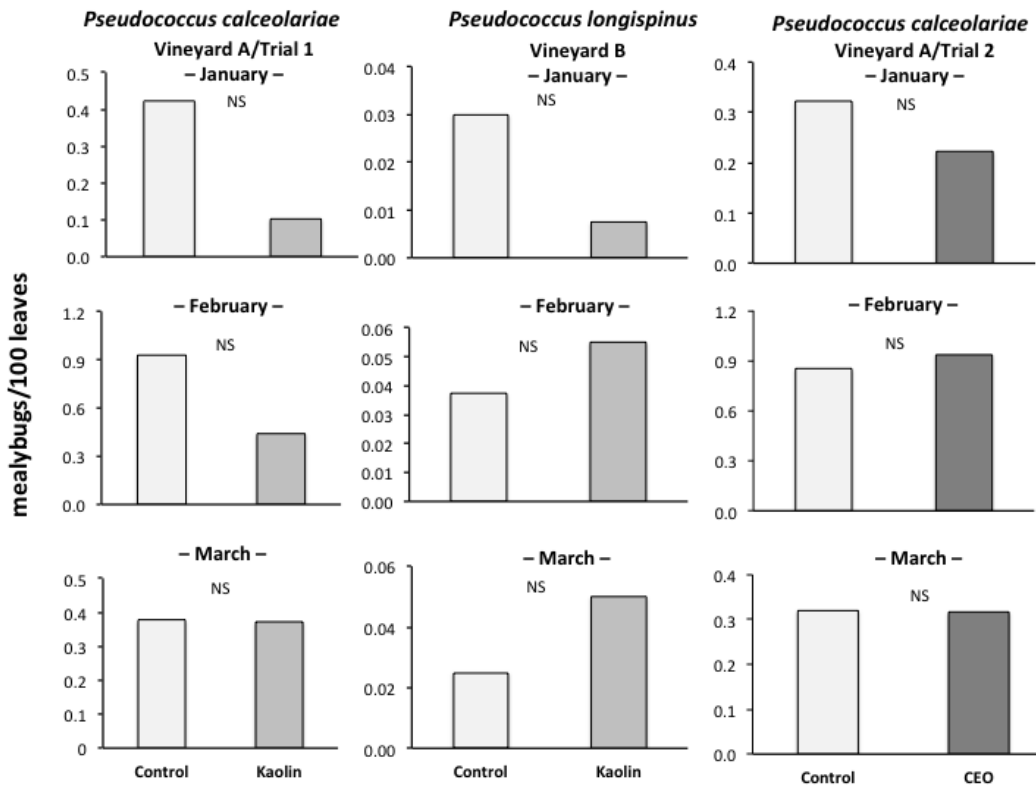 Pseudococcus calceolariae
Vineyard A/Trial 1
– January –
NS
0.5
0.4
0.3
0.2
0.1
0.0
– February –
NS
1.2
0.9
0.6
0.3
0.0
– March –
NS
0.5
0.4
0.3
0.2
0.1
0
Control Kaolin
Pseudococcus longispinus
Vineyard B
– January –
NS
0.04
0.03
0.02
0.01
0.00
– February –
NS
0.06
0.05
0.04
0.03
0.02
0.01
0.00
– March –
NS
0.06
0.04
0.02
0.00
Control Kaolin
Pseudococcus calceolariae
Vineyard A/Trial 2
– January –
NS
0.4
0.3
0.2
0.1
0.0
– February –
NS
1.2
0.9
0.6
0.3
0.0
– March –
NS
0.4
0.3
0.2
0.1
0.0
Control CEO
mealybugs/100 leaves